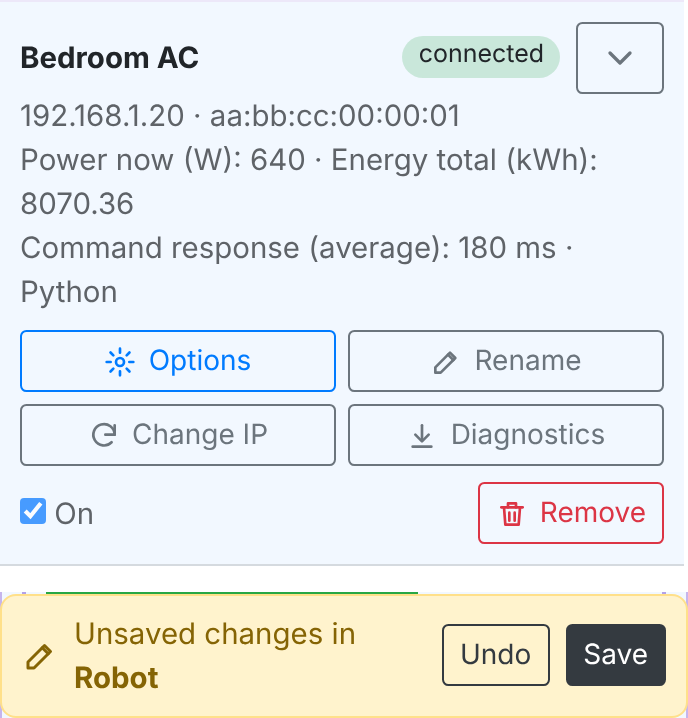 Bedroom AC
connected
192.168.1.20 · aa:bb:cc:00:00:01
Power now (W): 640 · Energy total (kWh):
8070.36
Command response (average): 180 ms ·
Python
Options
Rename
Change IP
Diagnostics
On
Remove
Unsaved changes in
Robot
Undo
Save